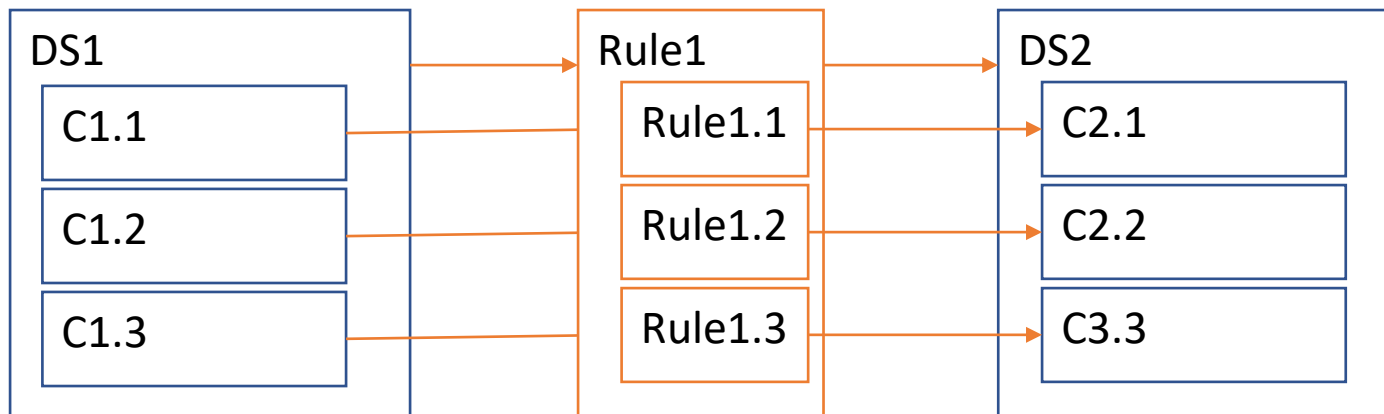 DS1
C1.1
C1.2
C1.3
Rule1
Rule1.1
Rule1.2
Rule1.3
DS2
C2.1
C2.2
C3.3